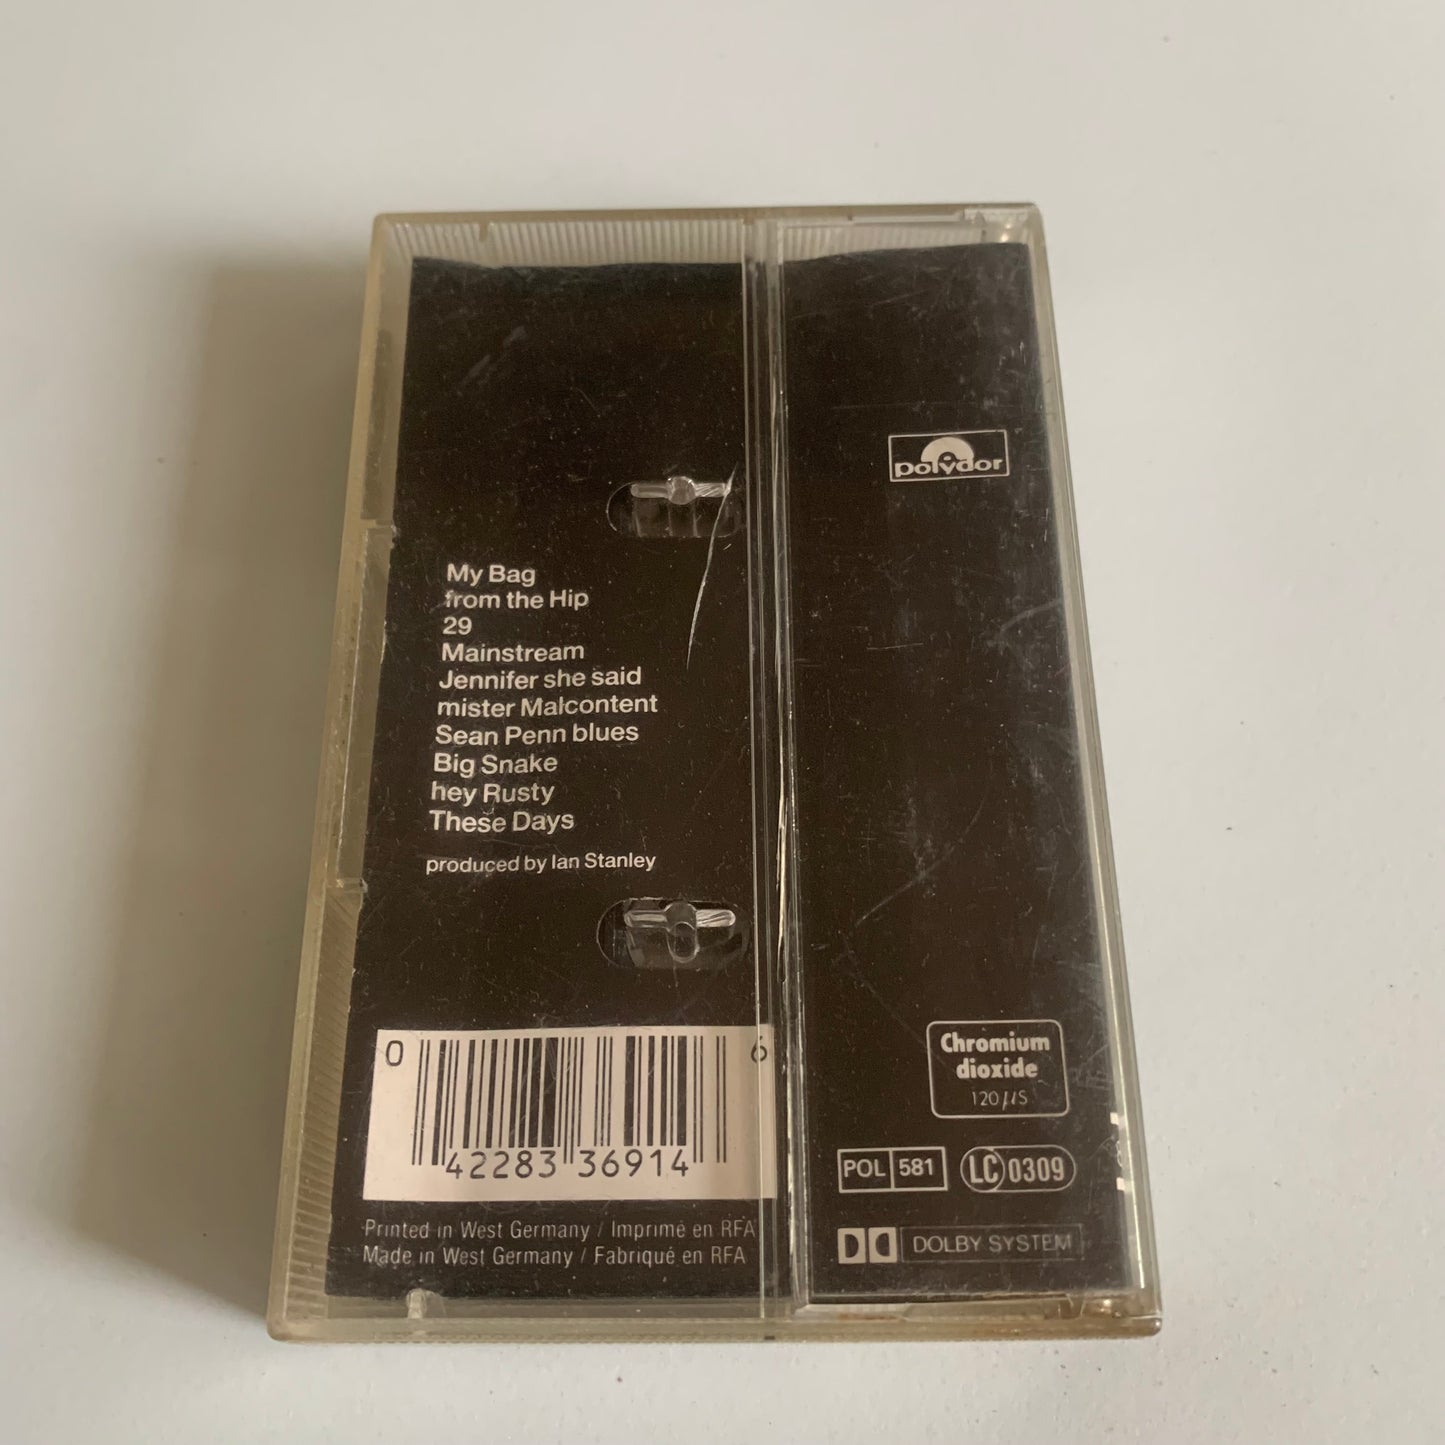 polydor
My Bag
from the Hip
29
Mainstream
Jennifer she said
mister Malcontent
Sean Penn blues
Big Snake
hey Rusty
These Days
produced by Ian Stanley
0 42283 36914 6
Printed in West Germany / Imprimé en RFA
Made in West Germany / Fabriqué en RFA
Chromium
dioxide
120 µs
POL 581 LC 0309
DOLBY SYSTEM